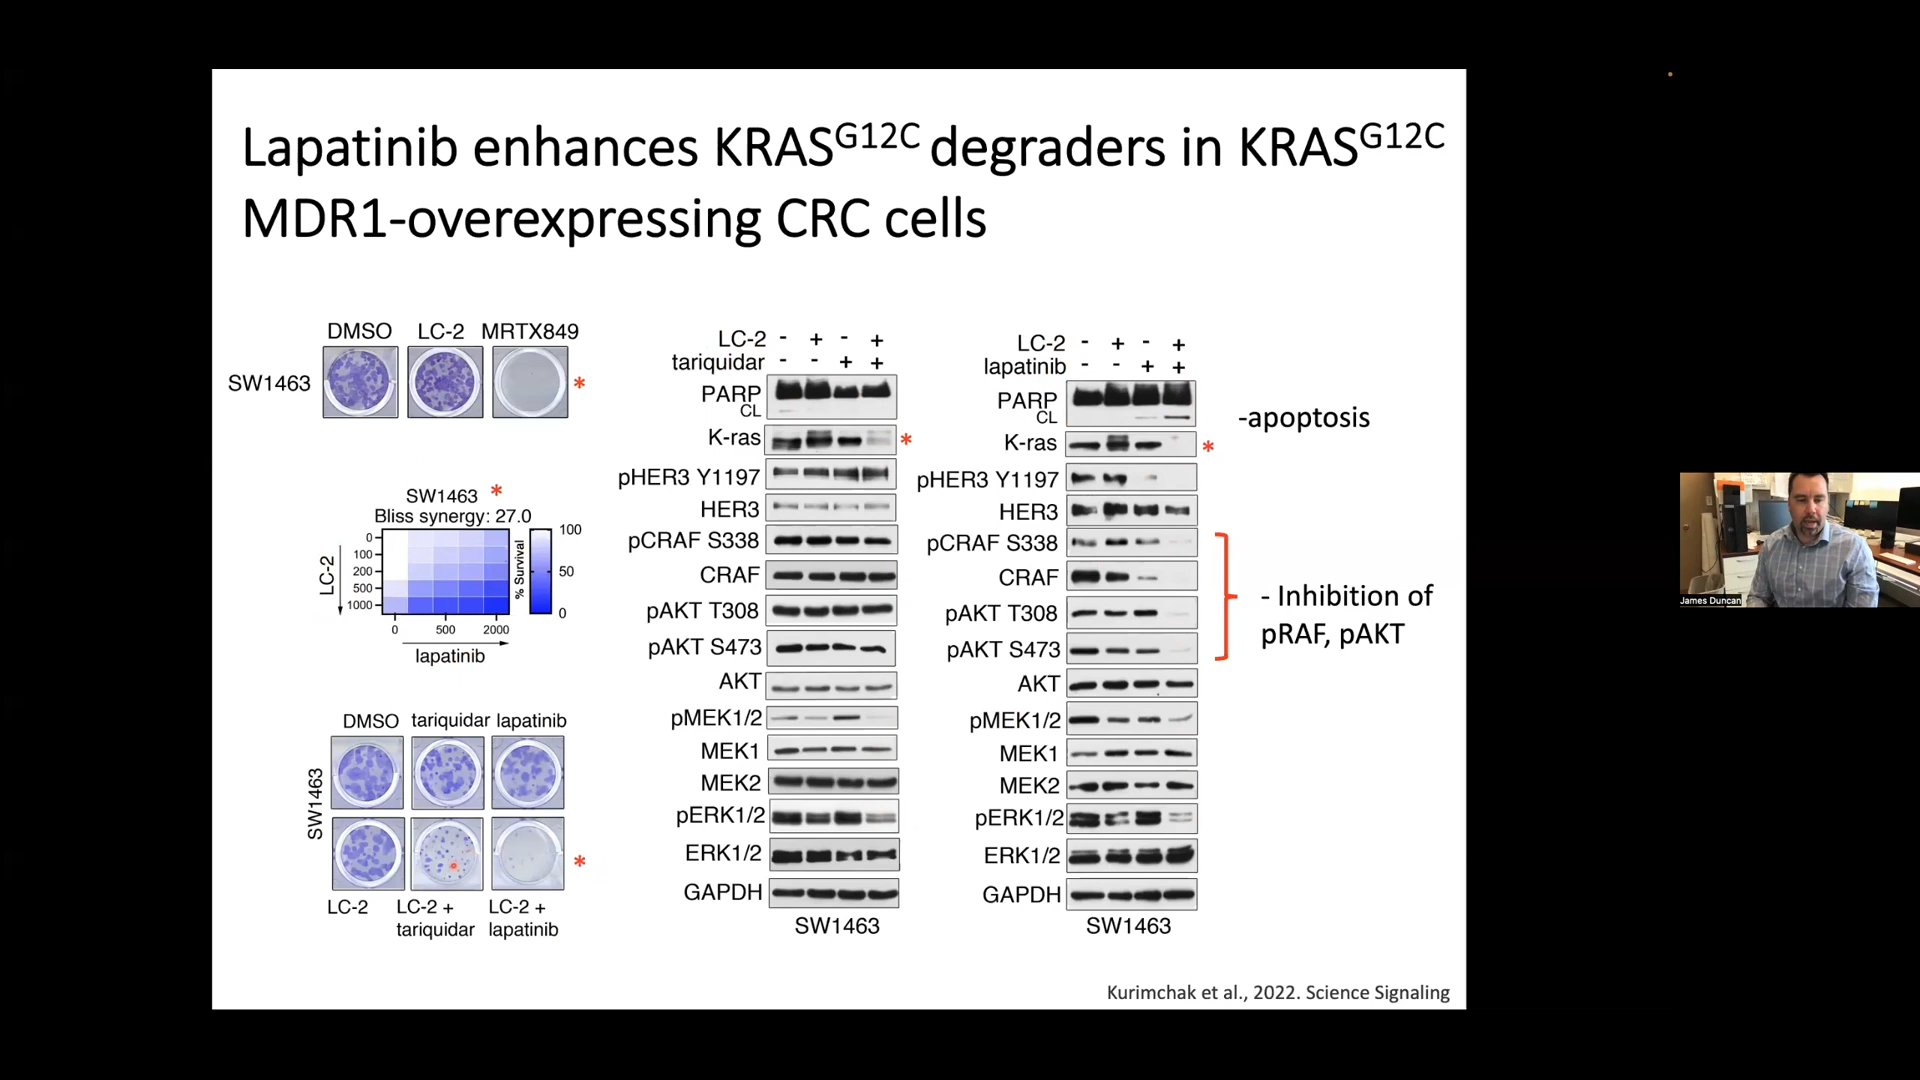 Lapatinib enhances KRASG12C degraders in KRASG12C
MDR1-overexpressing CRC cells
DMSO LC-2 MRTX849
SW1463 *
SW1463 *
Bliss synergy: 27.0
LC-2
0
100
200
500
1000
0 500 2000
lapatinib
% Survival
100
50
0
DMSO tariquidar lapatinib
SW1463
*
LC-2 LC-2 + LC-2 +
tariquidar lapatinib
LC-2 - + - +
tariquidar - - + +
PARP
CL
K-ras *
pHER3 Y1197
HER3
pCRAF S338
CRAF
pAKT T308
pAKT S473
AKT
pMEK1/2
MEK1
MEK2
pERK1/2
ERK1/2
GAPDH
SW1463
LC-2 - + - +
lapatinib - - + +
PARP
CL
K-ras *
pHER3 Y1197
HER3
pCRAF S338
CRAF
pAKT T308
pAKT S473
AKT
pMEK1/2
MEK1
MEK2
pERK1/2
ERK1/2
GAPDH
SW1463
-apoptosis
- Inhibition of
pRAF, pAKT
Kurimchak et al., 2022. Science Signaling
James Duncan